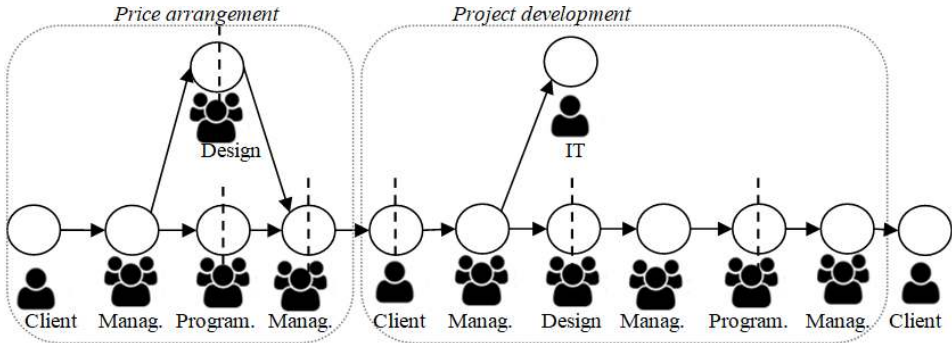 Price arrangement
Project development
Design
IT
Client Manag. Program. Manag. Client Manag. Design Manag. Program. Manag. Client